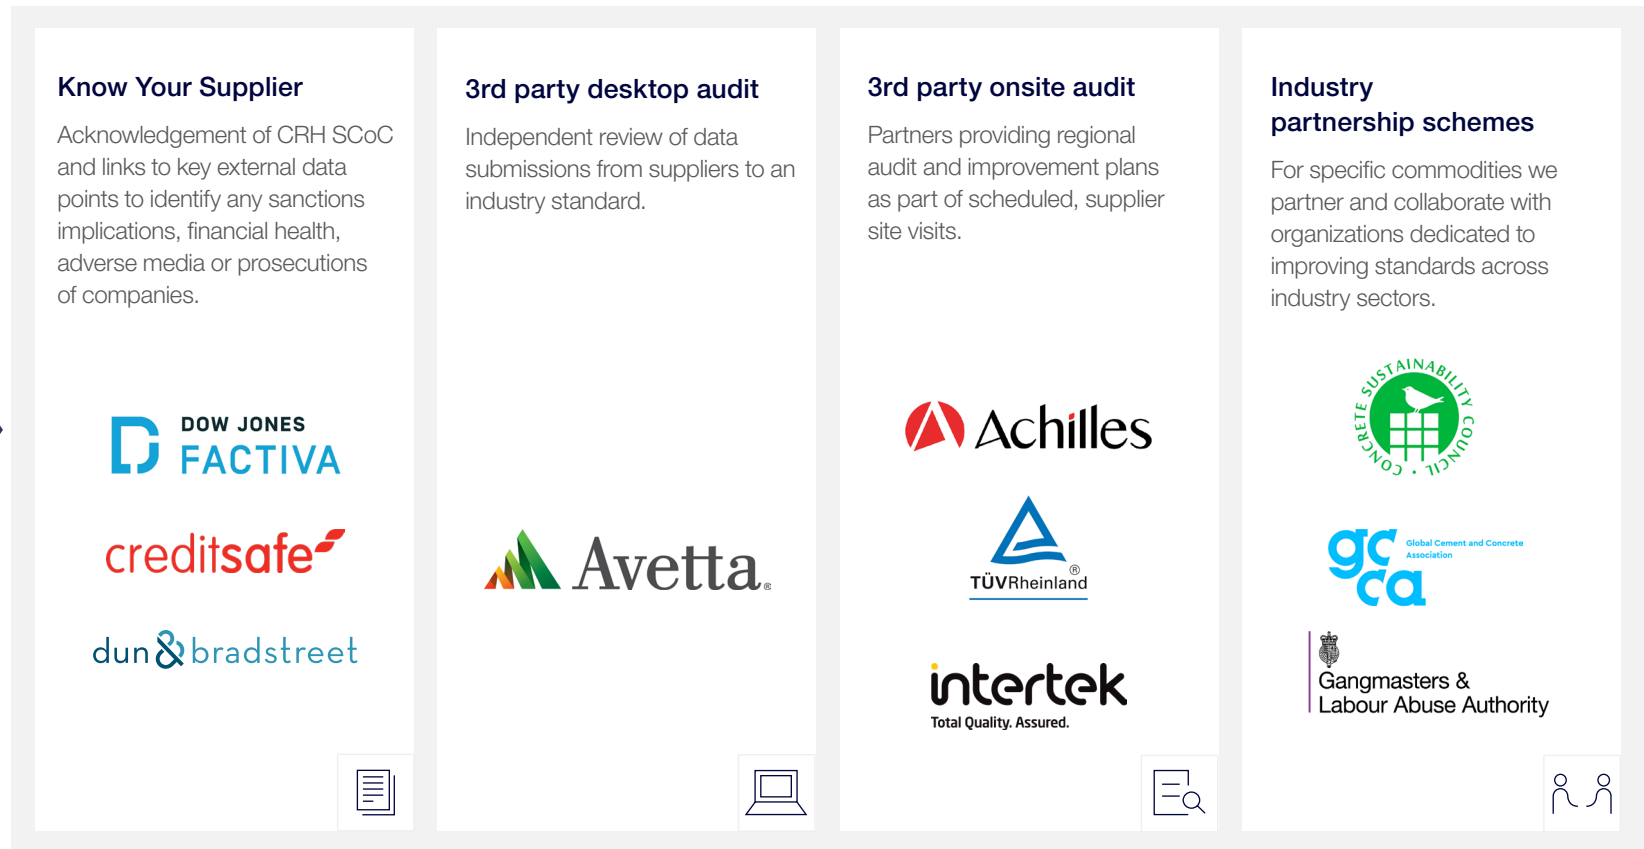 Know Your Supplier
Acknowledgement of CRH SCoC
and links to key external data
points to identify any sanctions
implications, financial health,
adverse media or prosecutions
of companies.
DOW JONES
FACTIVA
creditsafe
dun & bradstreet
3rd party desktop audit
Independent review of data
submissions from suppliers to an
industry standard.
Avetta®
3rd party onsite audit
Partners providing regional
audit and improvement plans
as part of scheduled, supplier
site visits.
Achilles
TÜVRheinland®
intertek
Total Quality. Assured.
Industry
partnership schemes
For specific commodities we
partner and collaborate with
organizations dedicated to
improving standards across
industry sectors.
CONCRETE SUSTAINABILITY COUNCIL
gc
ca
Global Cement and Concrete
Association
Gangmasters &
Labour Abuse Authority